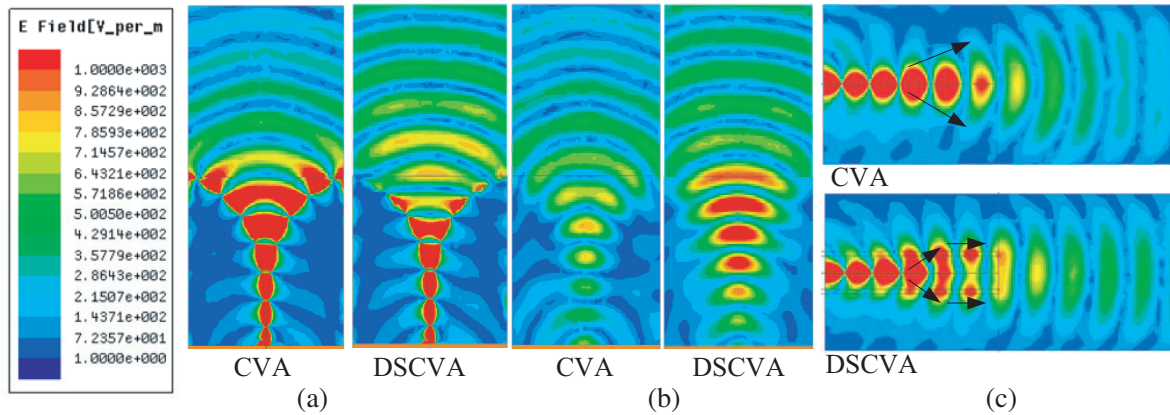 E Field[V_per_m
1.0000e+003
9.2864e+002
8.5729e+002
7.8593e+002
7.1457e+002
6.4321e+002
5.7186e+002
5.0050e+002
4.2914e+002
3.5779e+002
2.8643e+002
2.1507e+002
1.4371e+002
7.2357e+001
1.0000e+000
CVA DSCVA CVA DSCVA
(a) (b)
CVA
DSCVA
(c)